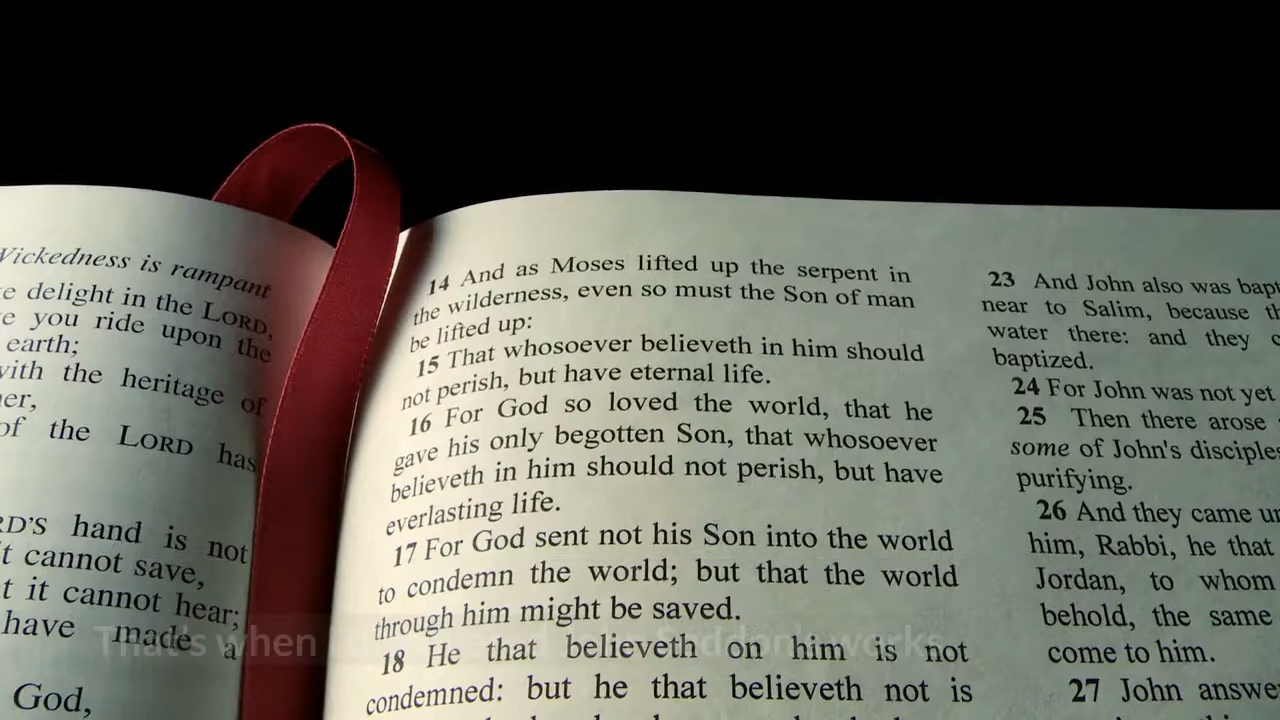 Wickedness is rampant
delight in the LORD,
you ride upon the
earth;
with the heritage of
of the LORD has
hand is not
it cannot save,
it cannot hear;
have made a
God,
14 And as Moses lifted up the serpent in
the wilderness, even so must the Son of man
be lifted up:
15 That whosoever believeth in him should
not perish, but have eternal life.
16 For God so loved the world, that he
gave his only begotten Son, that whosoever
believeth in him should not perish, but have
everlasting life.
17 For God sent not his Son into the world
to condemn the world; but that the world
through him might be saved.
18 He that believeth on him is not
condemned: but he that believeth not is
23 And John also was bapt
near to Salim, because th
water there: and they c
baptized.
24 For John was not yet
25 Then there arose
some of John's disciples
purifying.
26 And they came un
him, Rabbi, he that
Jordan, to whom
behold, the same
come to him.
27 John answe
That's when